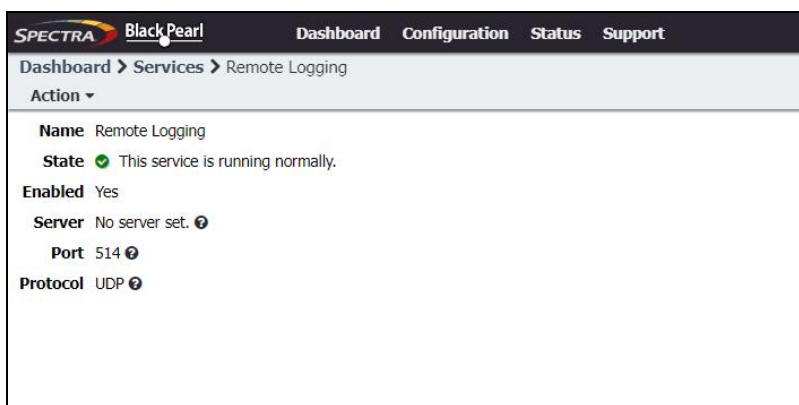 SPECTRA BlackPearl Dashboard Configuration Status Support
Dashboard > Services > Remote Logging
Action
Name Remote Logging
State This service is running normally.
Enabled Yes
Server No server set. ?
Port 514 ?
Protocol UDP ?